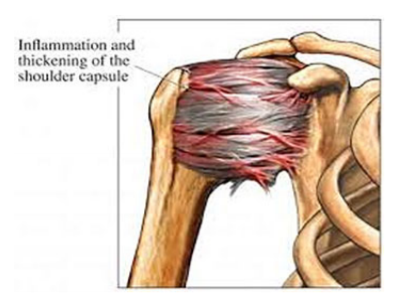 Inflammation and
thickening of the
shoulder capsule